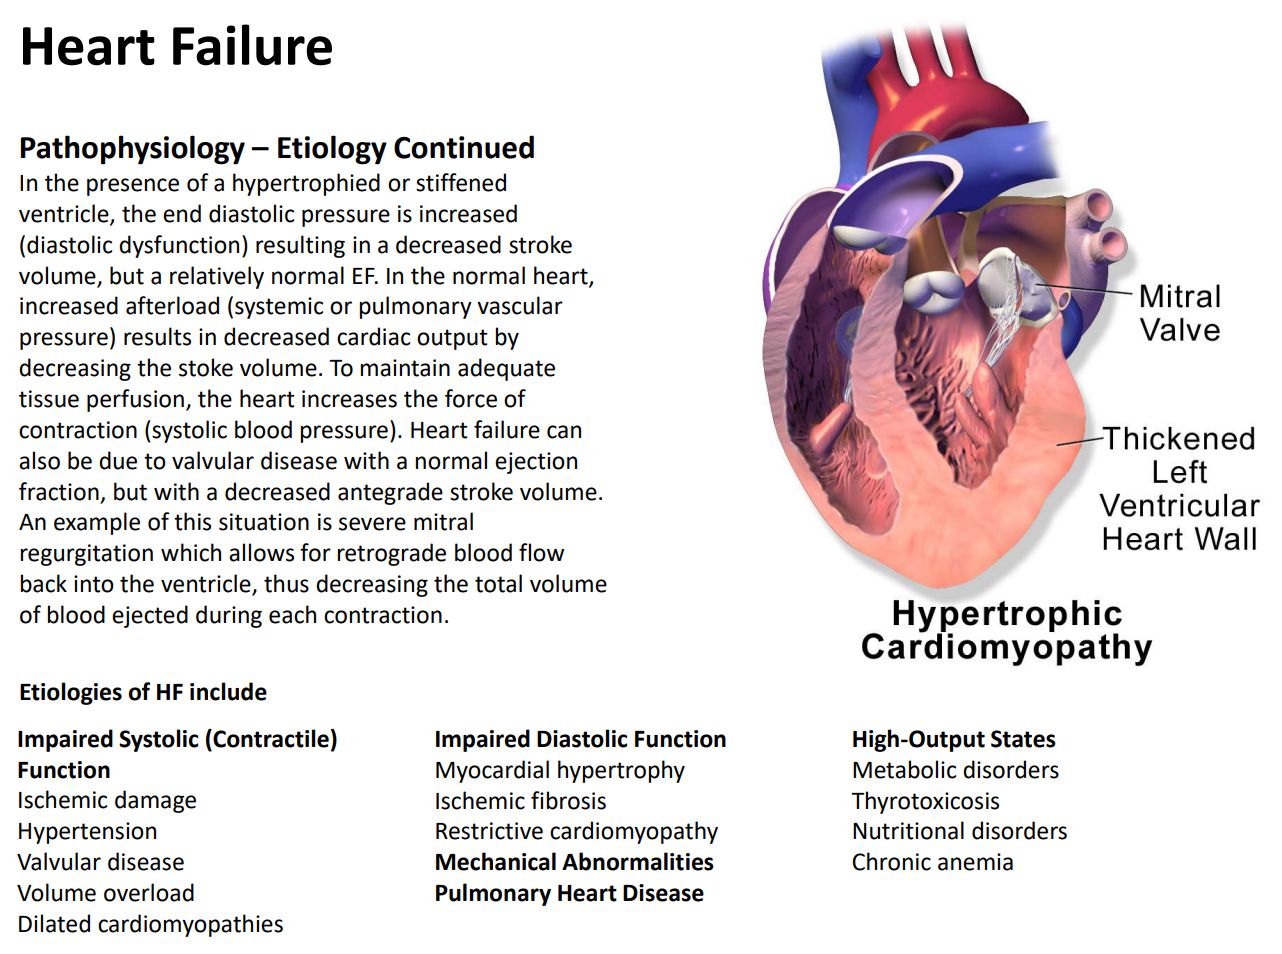 Heart Failure
Pathophysiology – Etiology Continued
In the presence of a hypertrophied or stiffened
ventricle, the end diastolic pressure is increased
(diastolic dysfunction) resulting in a decreased stroke
volume, but a relatively normal EF. In the normal heart,
increased afterload (systemic or pulmonary vascular
pressure) results in decreased cardiac output by
decreasing the stoke volume. To maintain adequate
tissue perfusion, the heart increases the force of
contraction (systolic blood pressure). Heart failure can
also be due to valvular disease with a normal ejection
fraction, but with a decreased antegrade stroke volume.
An example of this situation is severe mitral
regurgitation which allows for retrograde blood flow
back into the ventricle, thus decreasing the total volume
of blood ejected during each contraction.
Mitral
Valve
Thickened
Left
Ventricular
Heart Wall
Hypertrophic
Cardiomyopathy
Etiologies of HF include
Impaired Systolic (Contractile)
Function
Ischemic damage
Hypertension
Valvular disease
Volume overload
Dilated cardiomyopathies
Impaired Diastolic Function
Myocardial hypertrophy
Ischemic fibrosis
Restrictive cardiomyopathy
Mechanical Abnormalities
Pulmonary Heart Disease
High-Output States
Metabolic disorders
Thyrotoxicosis
Nutritional disorders
Chronic anemia